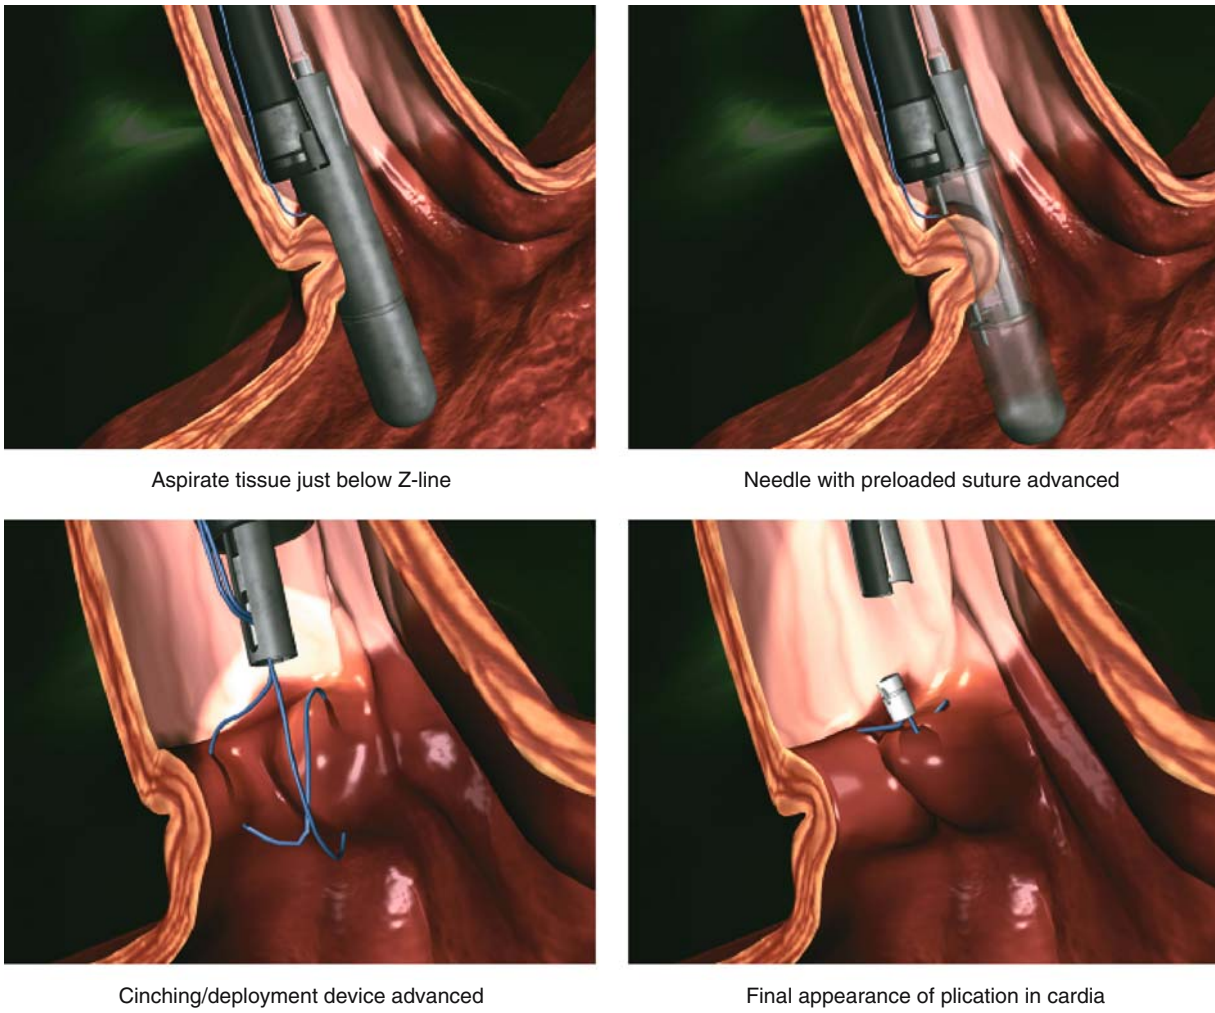 Aspirate tissue just below Z-line
Needle with preloaded suture advanced
Cinching/deployment device advanced
Final appearance of plication in cardia